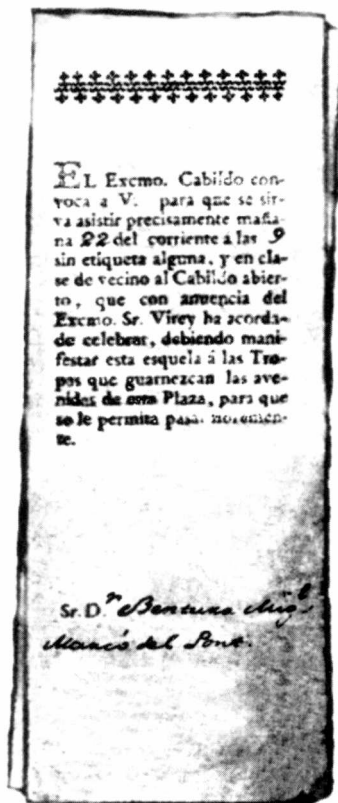 EL Excmo. Cabildo con-
voca a V. para que se sir-
va asistir precisamente maña-
na 22 del corriente á las 9
sin etiqueta alguna, y en cla-
se de vecino al Cabildo abier-
to, que con anuencia del
Excmo. Sr. Virey ha acorda-
do celebrar, debiendo mani-
festar esta esquela á las Tro-
pas que guarnezcan las ave-
nidas de esta Plaza, para que
se le permita pasar
te.
Sr. D.ⁿ Bentura Mig.ˡ
Marcó del Pont.